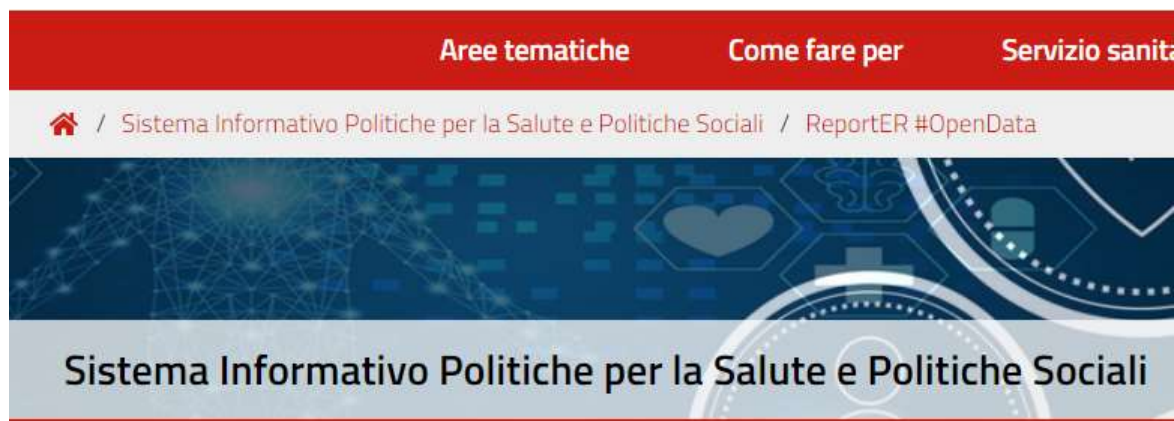 Aree tematiche Come fare per Servizio
/ Sistema Informativo Politiche per la Salute e Politiche Sociali / ReportER #OpenData
Sistema Informativo Politiche per la Salute e Politiche Sociali